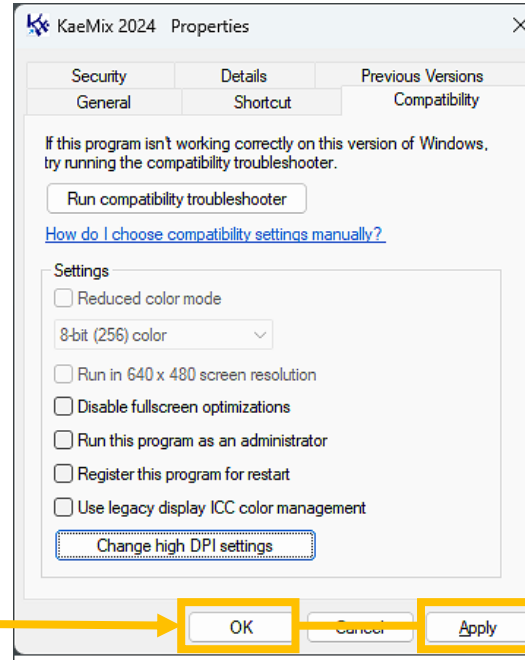 KaeMix 2024 Properties
Security Details Previous Versions
General Shortcut Compatibility
If this program isn't working correctly on this version of Windows,
try running the compatibility troubleshooter.
Run compatibility troubleshooter
How do I choose compatibility settings manually?
Settings
Reduced color mode
8-bit (256) color
Run in 640 x 480 screen resolution
Disable fullscreen optimizations
Run this program as an administrator
Register this program for restart
Use legacy display ICC color management
Change high DPI settings
OK Cancel Apply